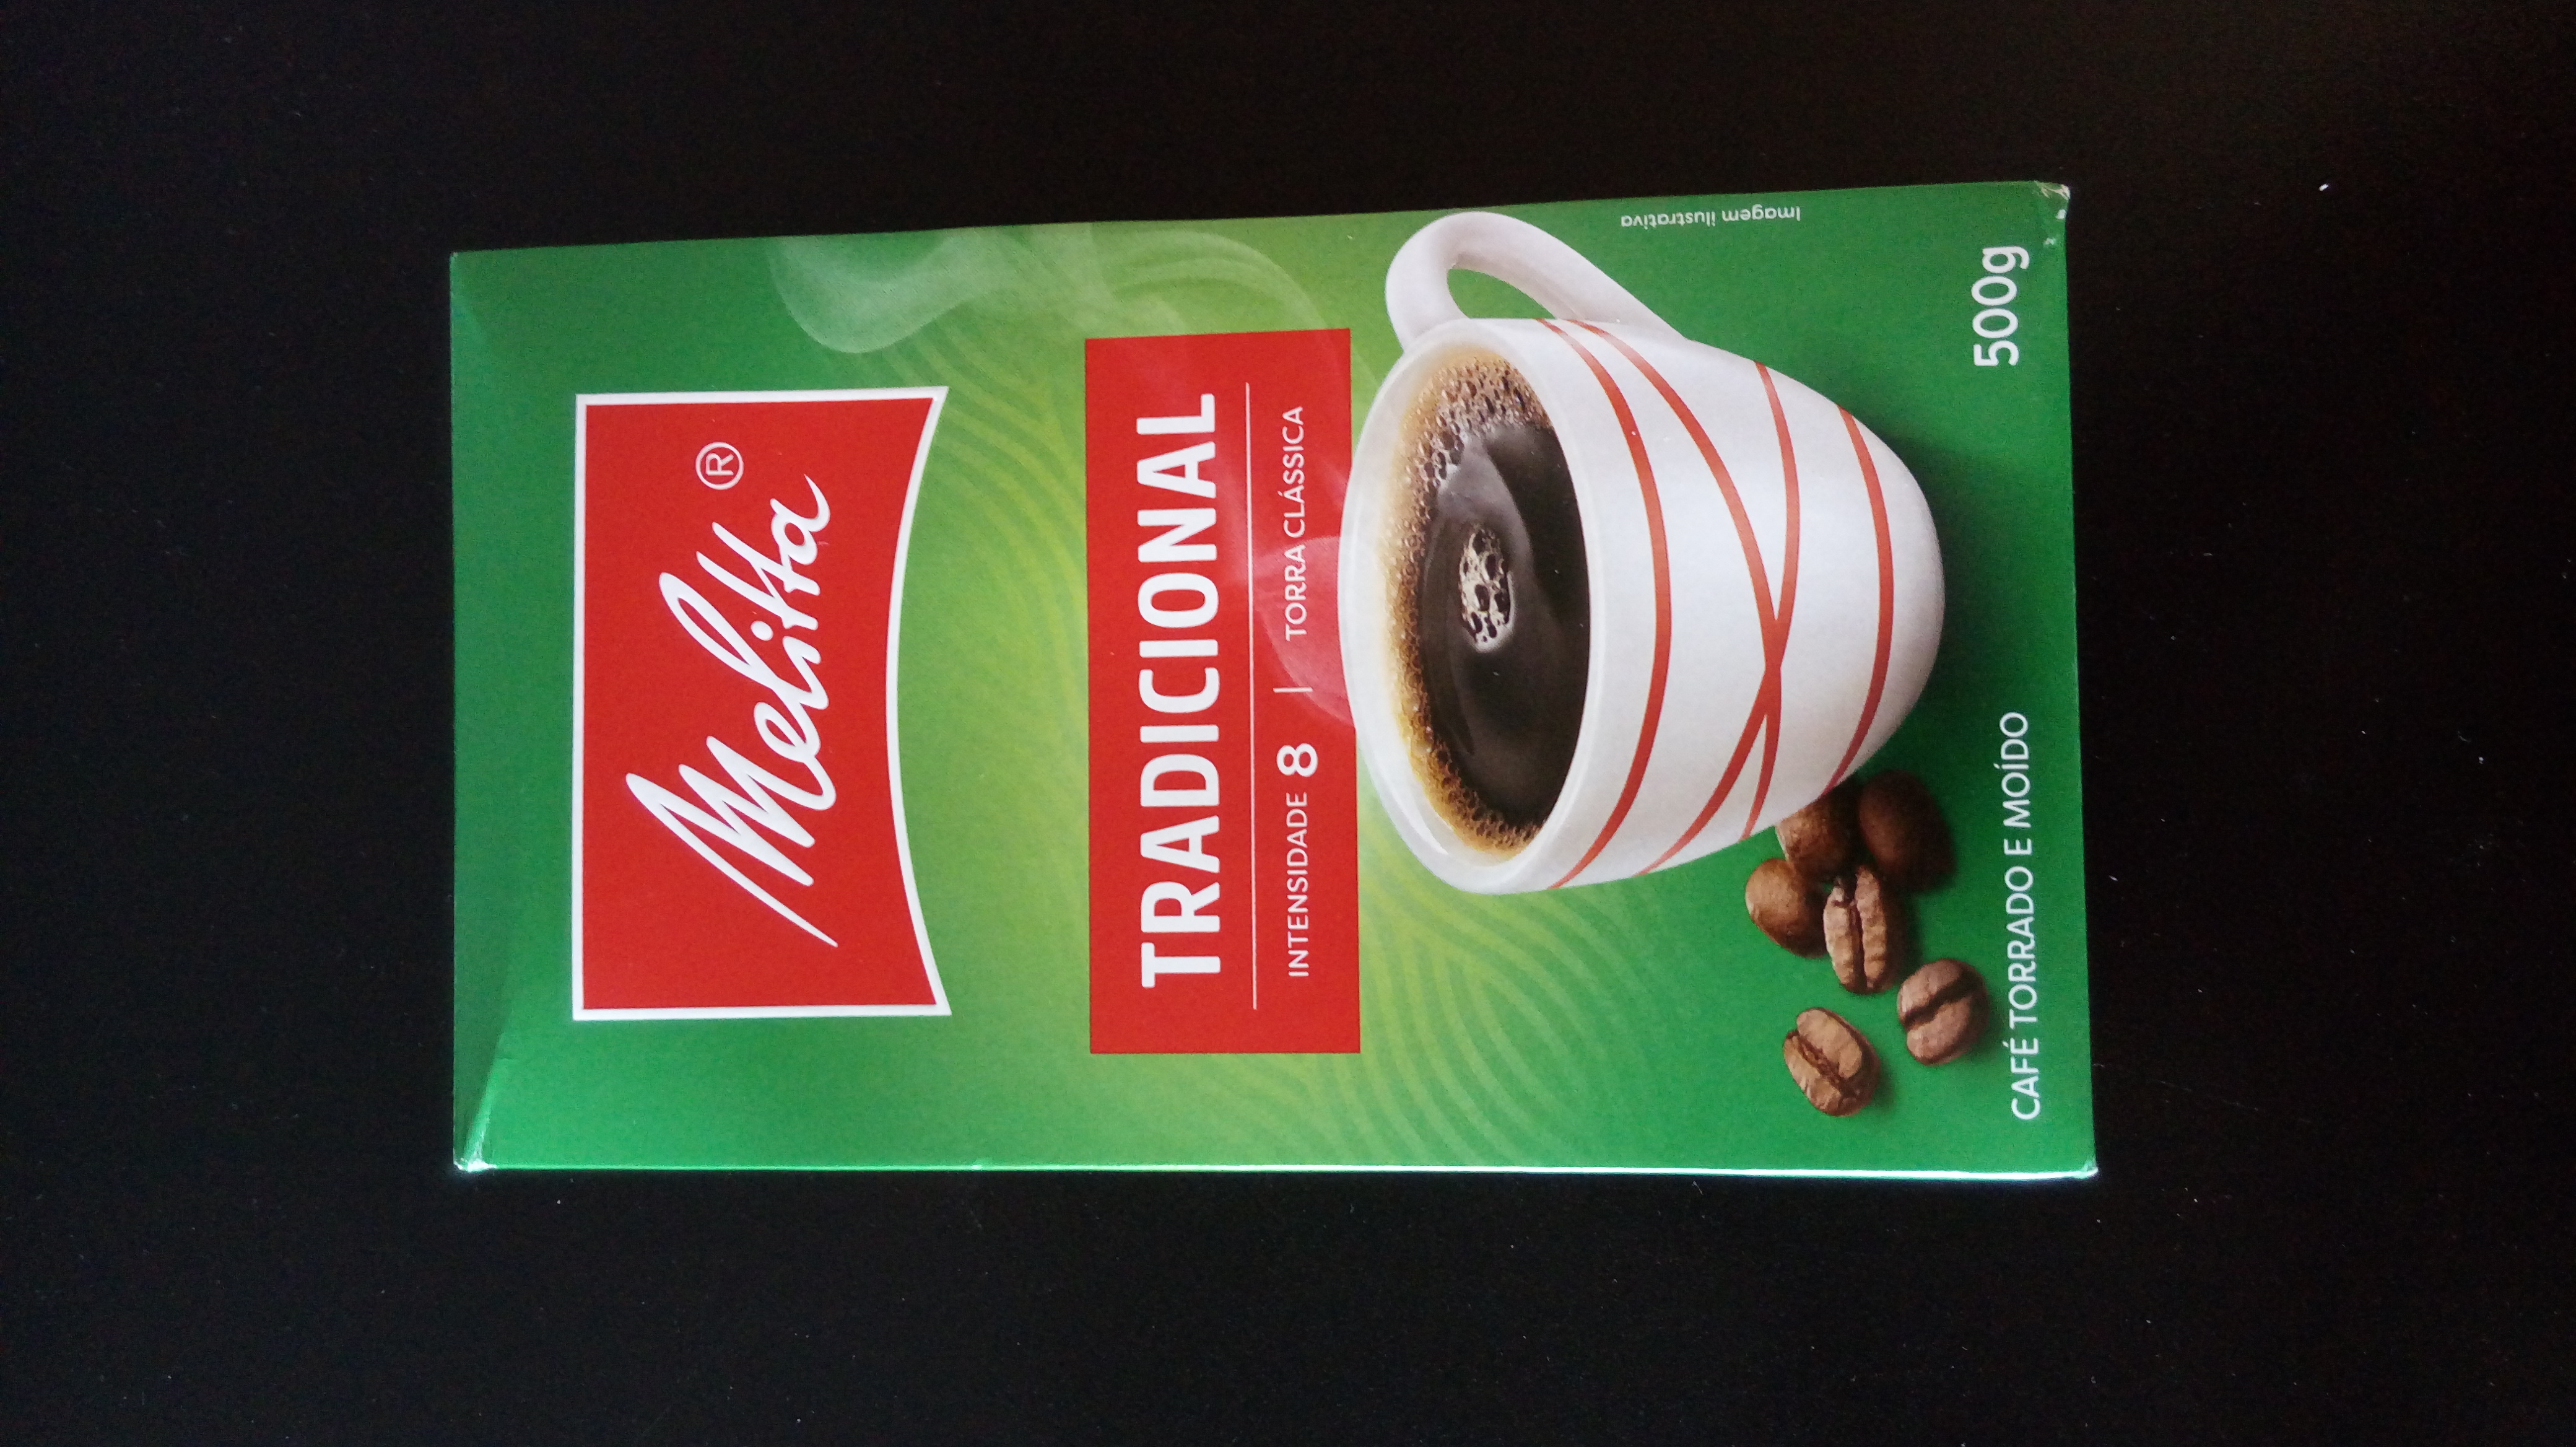 Melitta®
TRADICIONAL
INTENSIDADE 8 | TORRA CLÁSSICA
Imagem ilustrativa
CAFÉ TORRADO E MOÍDO
500g